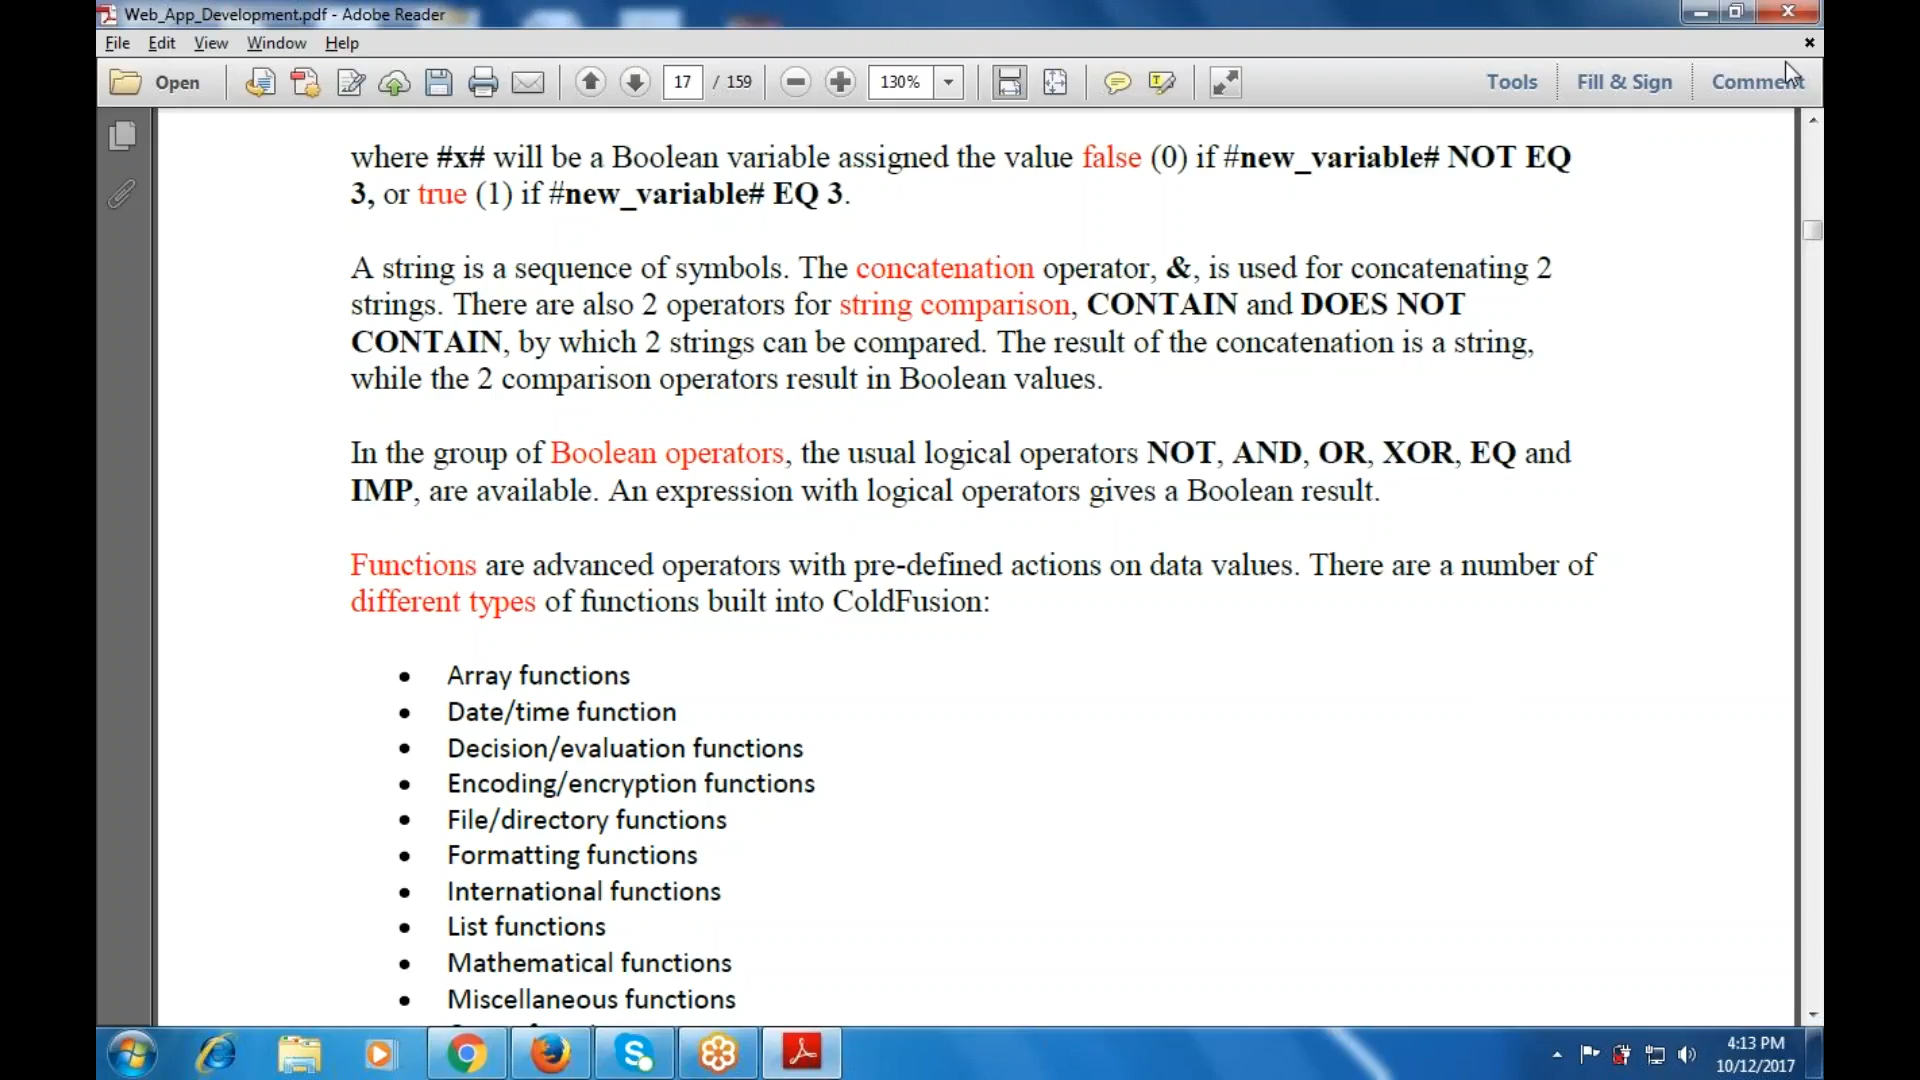 Web_App_Development.pdf - Adobe Reader
File Edit View Window Help
Open 17 / 159 130% Tools Fill & Sign Comment
where #x# will be a Boolean variable assigned the value false (0) if #new_variable# NOT EQ
3, or true (1) if #new_variable# EQ 3.
A string is a sequence of symbols. The concatenation operator, &, is used for concatenating 2
strings. There are also 2 operators for string comparison, CONTAIN and DOES NOT
CONTAIN, by which 2 strings can be compared. The result of the concatenation is a string,
while the 2 comparison operators result in Boolean values.
In the group of Boolean operators, the usual logical operators NOT, AND, OR, XOR, EQ and
IMP, are available. An expression with logical operators gives a Boolean result.
Functions are advanced operators with pre-defined actions on data values. There are a number of
different types of functions built into ColdFusion:
• Array functions
• Date/time function
• Decision/evaluation functions
• Encoding/encryption functions
• File/directory functions
• Formatting functions
• International functions
• List functions
• Mathematical functions
• Miscellaneous functions
4:13 PM
10/12/2017